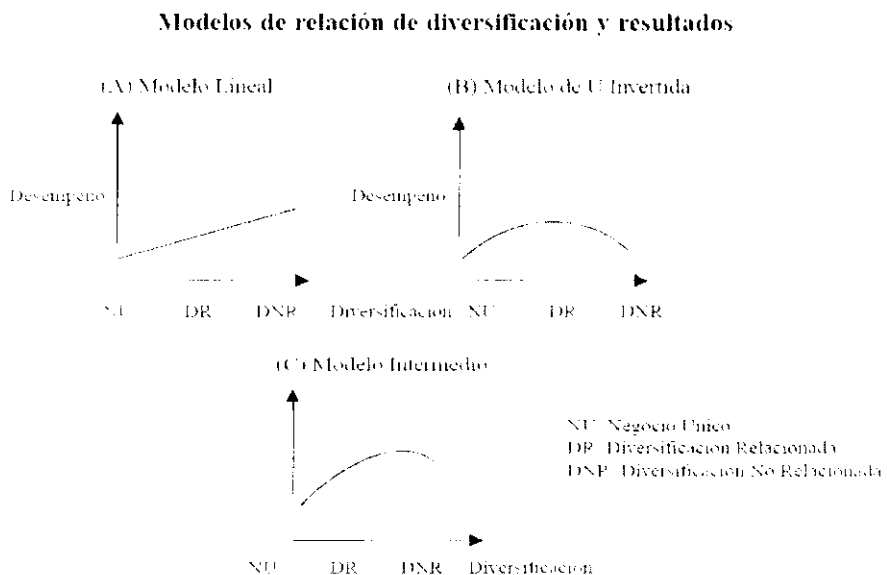 Modelos de relación de diversificación y resultados
(A) Modelo Lineal
(B) Modelo de U Invertida
Desempeño
Desempeño
NU DR DNR Diversificación NU DR DNR
(C) Modelo Intermedio
NU Negocio Unico
DR Diversificación Relacionada
DNR Diversificación No Relacionada
NU DR DNR Diversificación